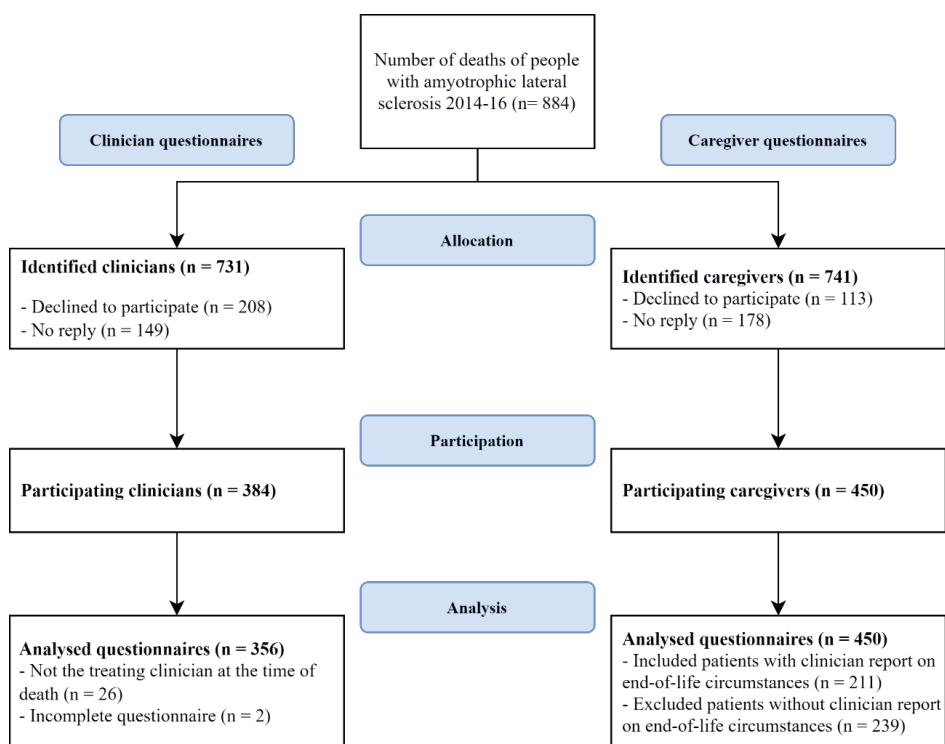 Number of deaths of people
with amyotrophic lateral
sclerosis 2014-16 (n= 884)
Clinician questionnaires
Caregiver questionnaires
Allocation
Identified clinicians (n = 731)
- Declined to participate (n = 208)
- No reply (n = 149)
Identified caregivers (n = 741)
- Declined to participate (n = 113)
- No reply (n = 178)
Participation
Participating clinicians (n = 384)
Participating caregivers (n = 450)
Analysis
Analysed questionnaires (n = 356)
- Not the treating clinician at the time of
death (n = 26)
- Incomplete questionnaire (n = 2)
Analysed questionnaires (n = 450)
- Included patients with clinician report on
end-of-life circumstances (n = 211)
- Excluded patients without clinician report
on end-of-life circumstances (n = 239)